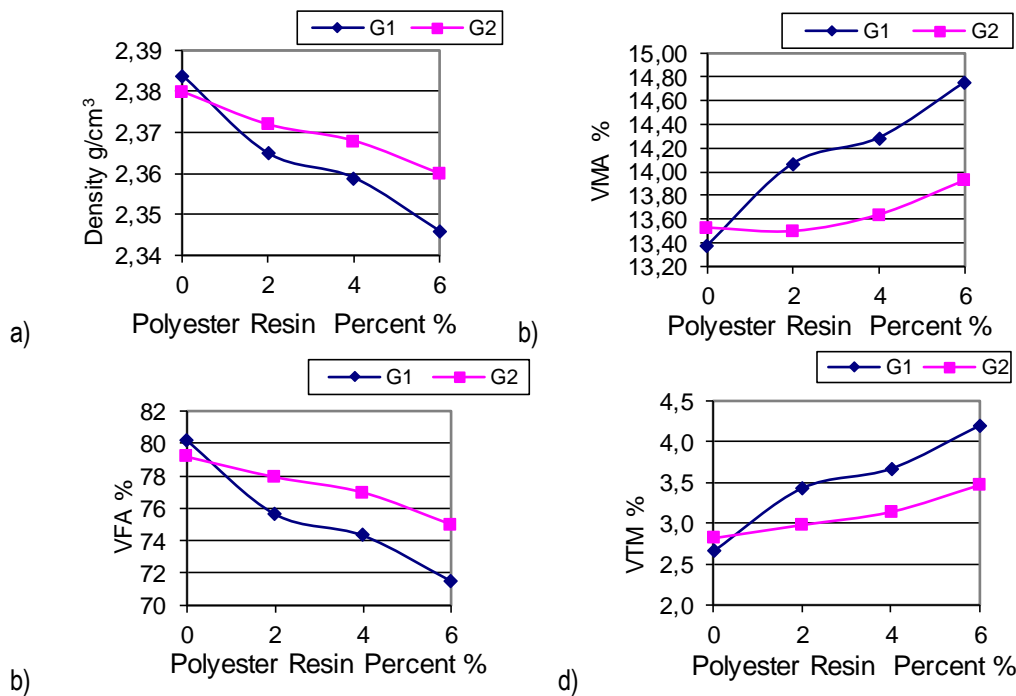 G1 G2
Density g/cm³
2,39
2,38
2,37
2,36
2,35
2,34
0 2 4 6
Polyester Resin Percent %
a)
G1 G2
VMA %
15,00
14,80
14,60
14,40
14,20
14,00
13,80
13,60
13,40
13,20
0 2 4 6
Polyester Resin Percent %
b)
G1 G2
VFA %
82
80
78
76
74
72
70
0 2 4 6
Polyester Resin Percent %
b)
G1 G2
VTM %
4,5
4,0
3,5
3,0
2,5
2,0
0 2 4 6
Polyester Resin Percent %
d)